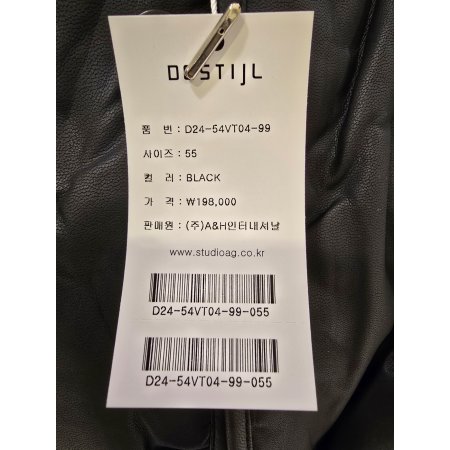 DESTIJL
품 번 : D24-54VT04-99
사이즈 : 55
컬 러 : BLACK
가 격 : ₩198,000
판매원 : (주)A&H인터내셔날
www.studioag.co.kr
D24-54VT04-99-055
D24-54VT04-99-055